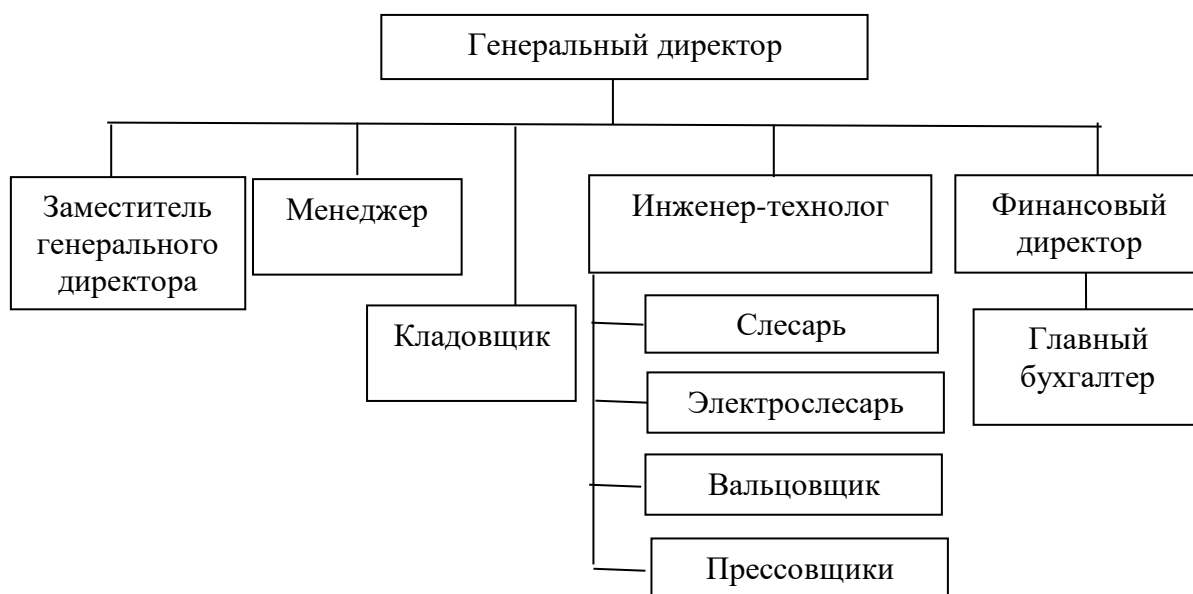 Генеральный директор
Заместитель
генерального
директора
Менеджер
Кладовщик
Инженер-технолог
Слесарь
Электрослесарь
Вальцовщик
Прессовщики
Финансовый
директор
Главный
бухгалтер